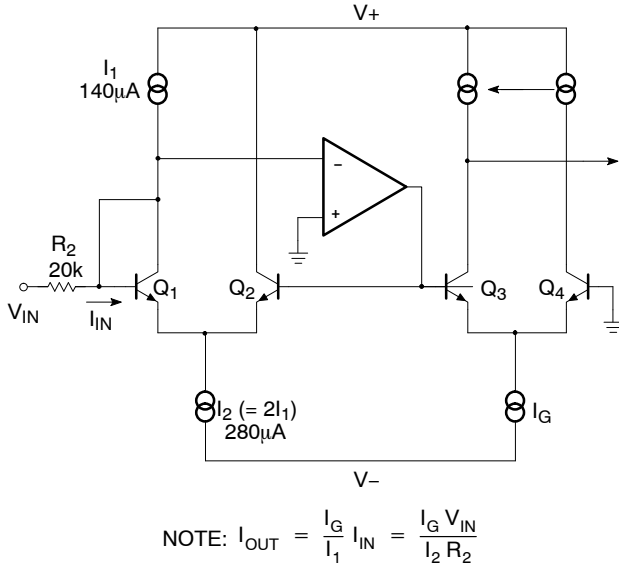 V+
I1
140μA
−
+
R2
20k
VIN
IIN
Q1
Q2
Q3
Q4
I2 (= 2I1)
280μA
IG
V−
NOTE: IOUT = IG/I1 IIN = IG VIN/I2 R2